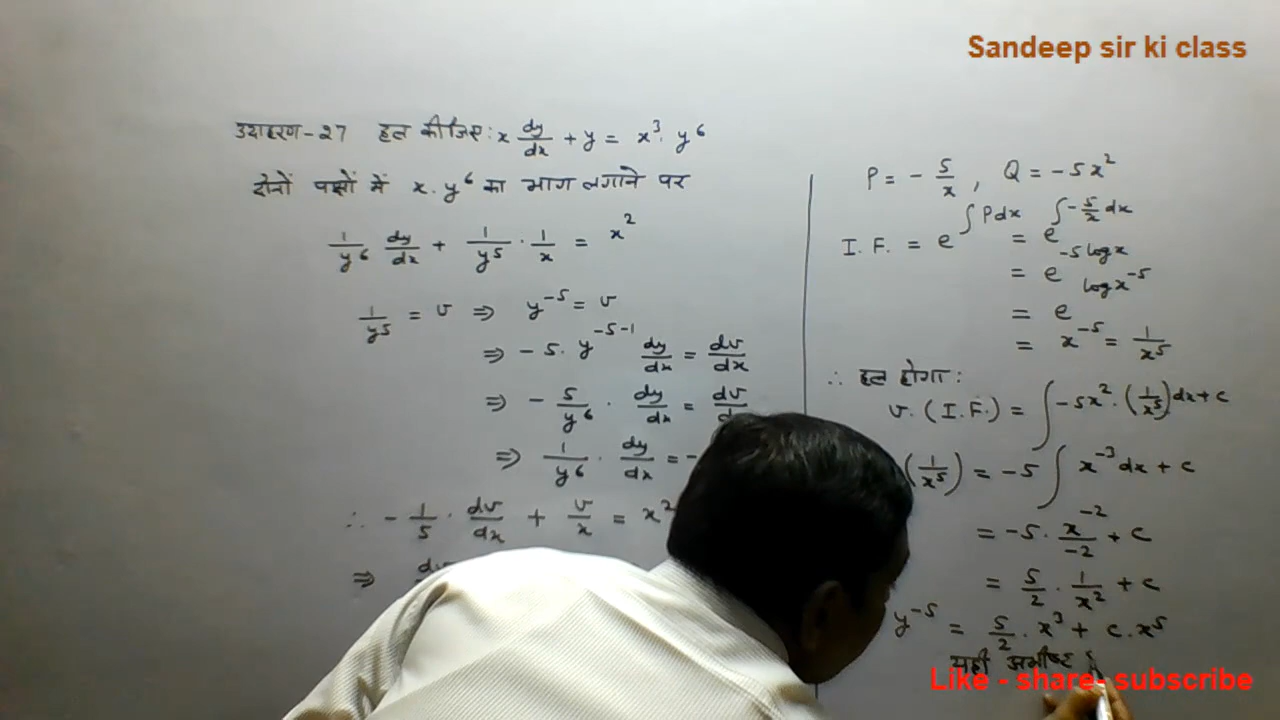 Sandeep sir ki class
उदाहरण-27 हल कीजिए: x dy/dx + y = x³. y⁶
दोनों पक्षों में x. y⁶ का भाग लगाने पर
1/y⁶ dy/dx + 1/y⁵ · 1/x = x²
1/y⁵ = v ⇒ y⁻⁵ = v
⇒ - 5. y⁻⁵⁻¹ dy/dx = dv/dx
⇒ - 5/y⁶ · dy/dx = dv
⇒ 1/y⁶ · dy/dx = -
∴ - 1/5 · dv/dx + v/x = x²
⇒
P = - 5/x , Q = - 5x²
I. F. = e^∫Pdx = e^∫-5/x dx
= e^-5logx
= e^logx⁻⁵
= x⁻⁵ = 1/x⁵
∴ हल होगा:
v. (I. F.) = ∫-5x². (1/x⁵)dx + c
(1/x⁵) = -5 ∫ x⁻³ dx + c
= -5 · x⁻²/-2 + c
= 5/2 · 1/x² + c
y⁻⁵ = 5/2 · x³ + c. x⁵
यही अभीष्ट
Like - share- subscribe